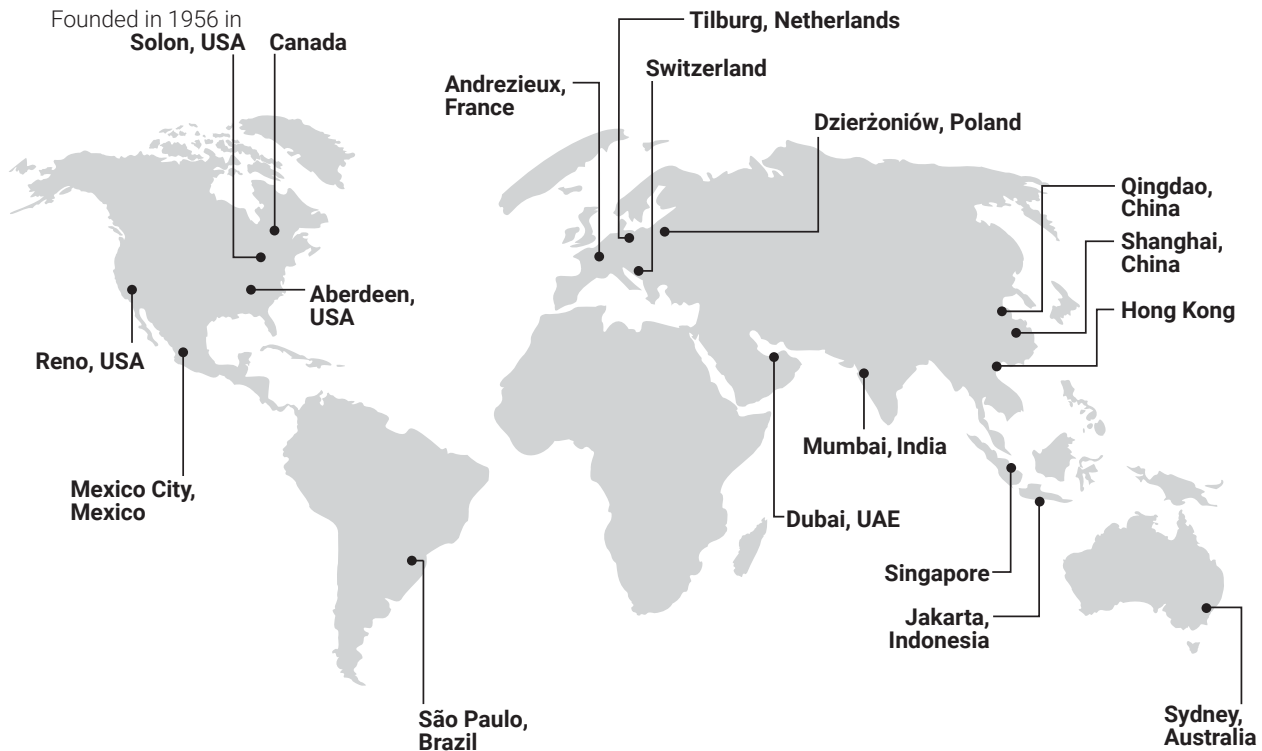 Founded in 1956 in
Solon, USA
Canada
Tilburg, Netherlands
Switzerland
Andrezieux,
France
Dzierżoniów, Poland
Qingdao,
China
Shanghai,
China
Hong Kong
Aberdeen,
USA
Reno, USA
Mumbai, India
Mexico City,
Mexico
Dubai, UAE
Singapore
Jakarta,
Indonesia
São Paulo,
Brazil
Sydney,
Australia